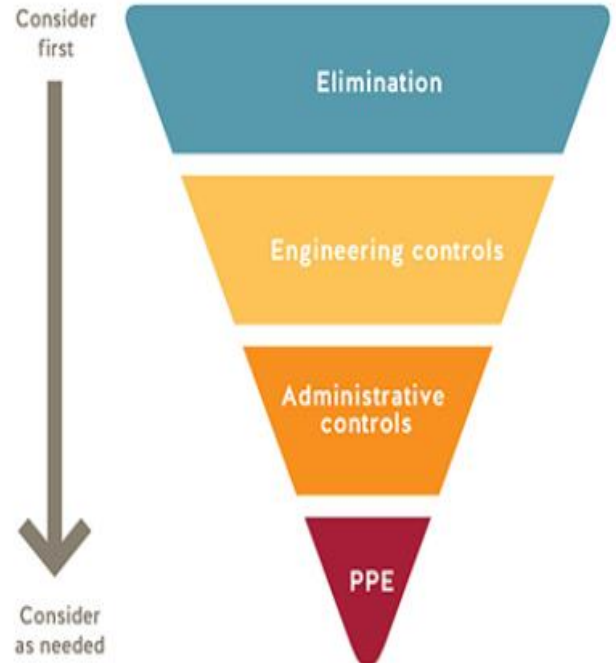 Consider
first
Elimination
Engineering controls
Administrative
controls
PPE
Consider
as needed